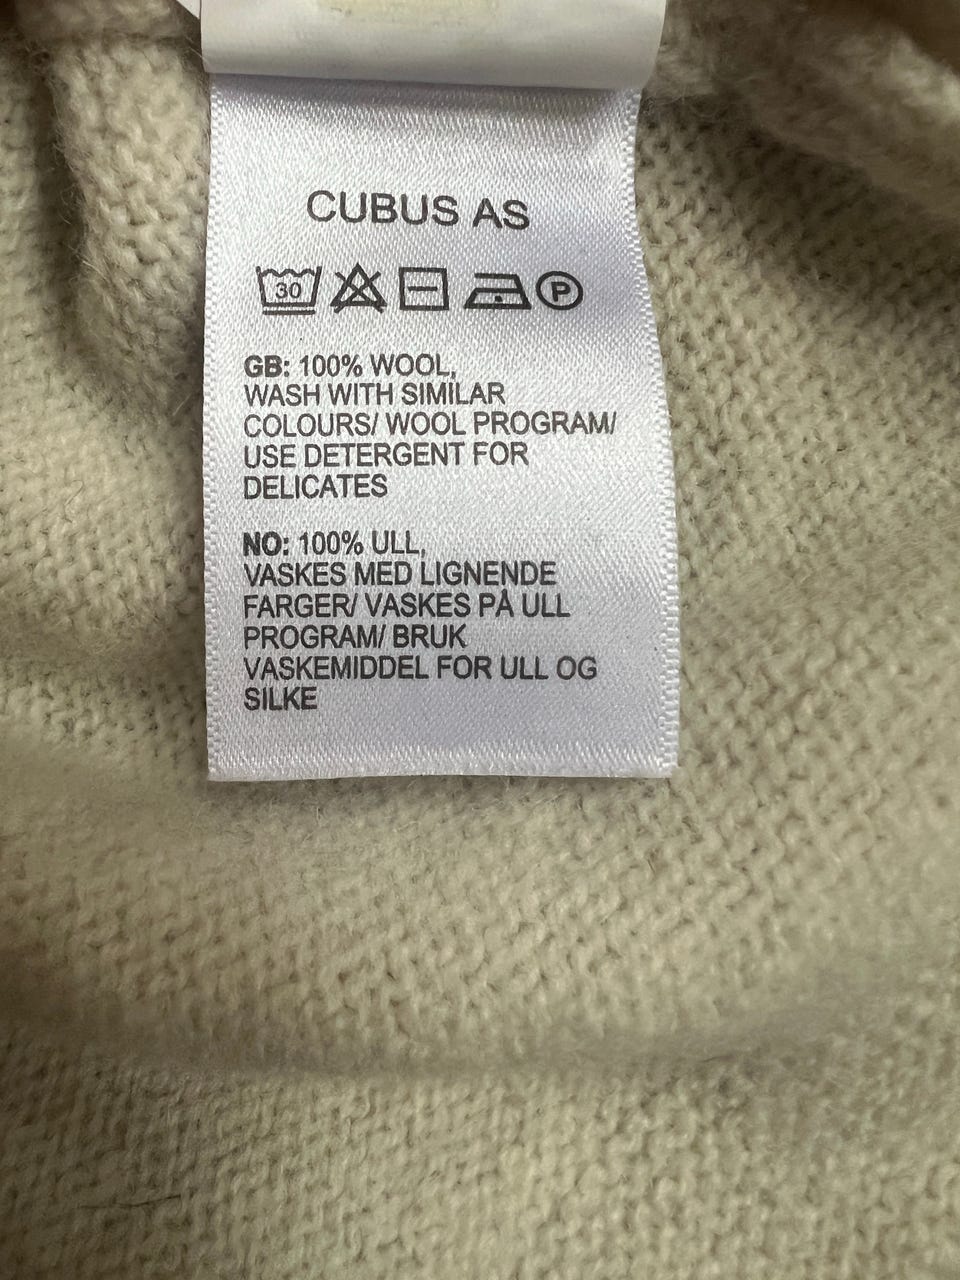 CUBUS AS
30 P
GB: 100% WOOL,
WASH WITH SIMILAR
COLOURS/ WOOL PROGRAM/
USE DETERGENT FOR
DELICATES
NO: 100% ULL,
VASKES MED LIGNENDE
FARGER/ VASKES PÅ ULL
PROGRAM/ BRUK
VASKEMIDDEL FOR ULL OG
SILKE